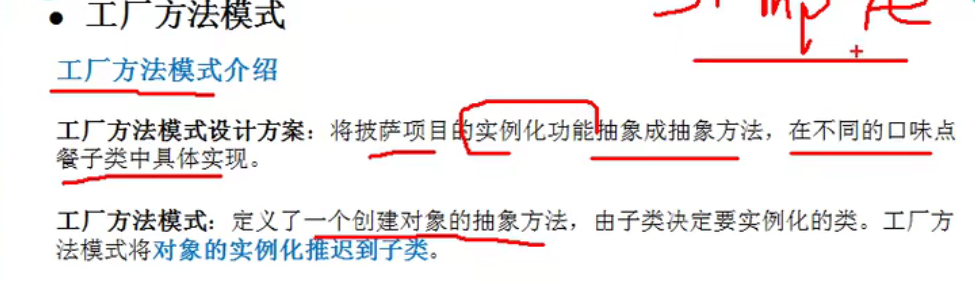 ● 工厂方法模式
工厂方法模式介绍
工厂方法模式设计方案：将披萨项目的实例化功能抽象成抽象方法，在不同的口味点
餐子类中具体实现。
工厂方法模式：定义了一个创建对象的抽象方法，由子类决定要实例化的类。工厂方
法模式将对象的实例化推迟到子类。